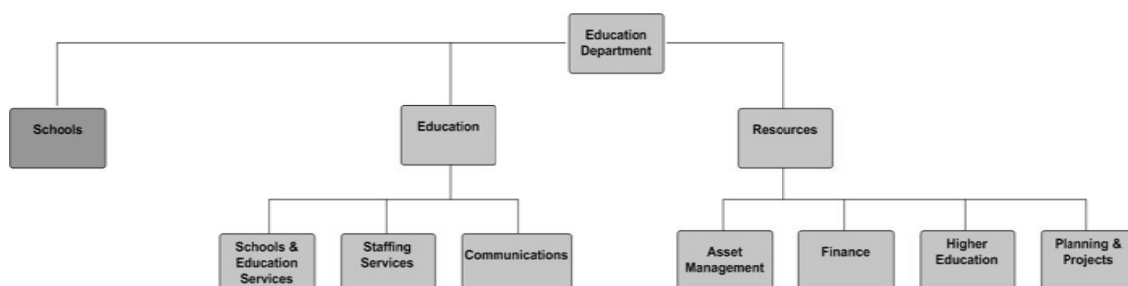 Education
Department
Schools
Education
Resources
Schools &
Education
Services
Staffing
Services
Communications
Asset
Management
Finance
Higher
Education
Planning &
Projects